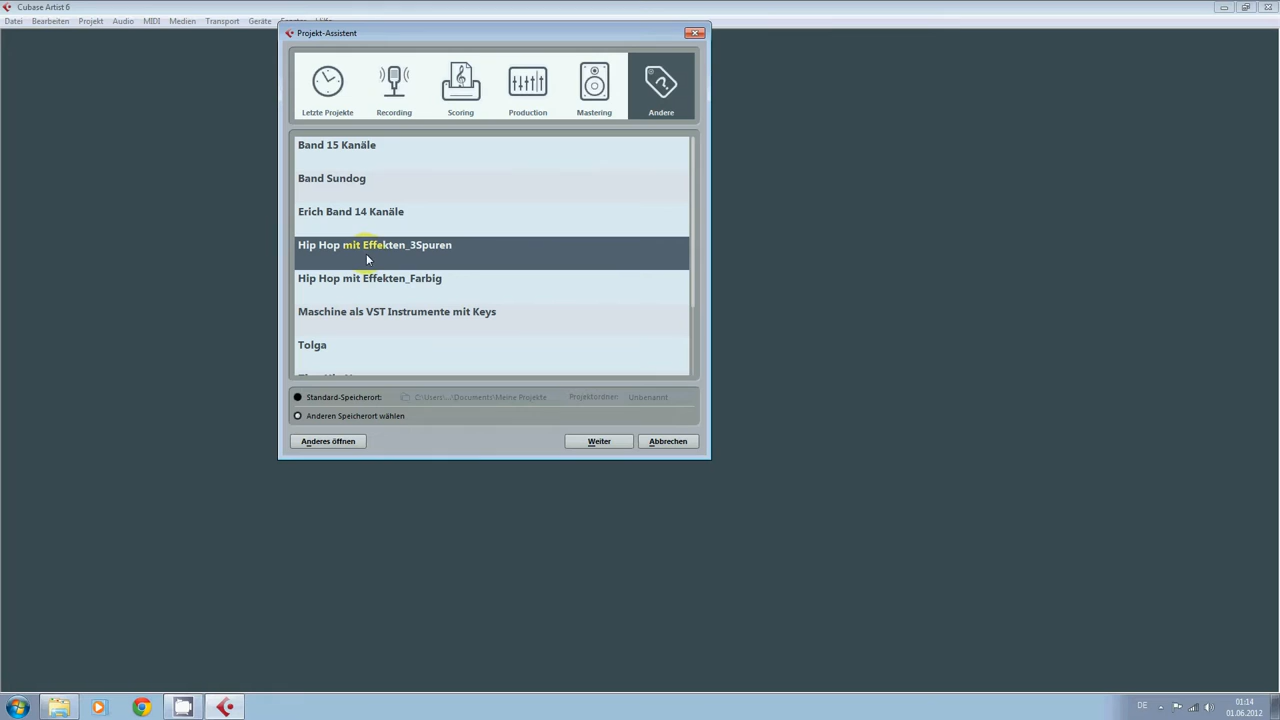 Cubase Artist 6
Datei Bearbeiten Projekt Audio MIDI Medien Transport Geräte
Projekt-Assistent
Letzte Projekte Recording Scoring Production Mastering Andere
Band 15 Kanäle
Band Sundog
Erich Band 14 Kanäle
Hip Hop mit Effekten_3Spuren
Hip Hop mit Effekten_Farbig
Maschine als VST Instrumente mit Keys
Tolga
Standard-Speicherort: C:\Users\...\Documents\Meine Projekte Projektordner: Unbenannt
Anderen Speicherort wählen
Anderes öffnen Weiter Abbrechen
DE 01:14
01.06.2012